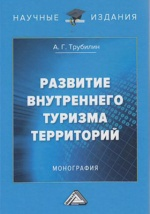 НАУЧНЫЕ ИЗДАНИЯ
А. Г. Трубилин
РАЗВИТИЕ
ВНУТРЕННЕГО
ТУРИЗМА
ТЕРРИТОРИЙ
МОНОГРАФИЯ